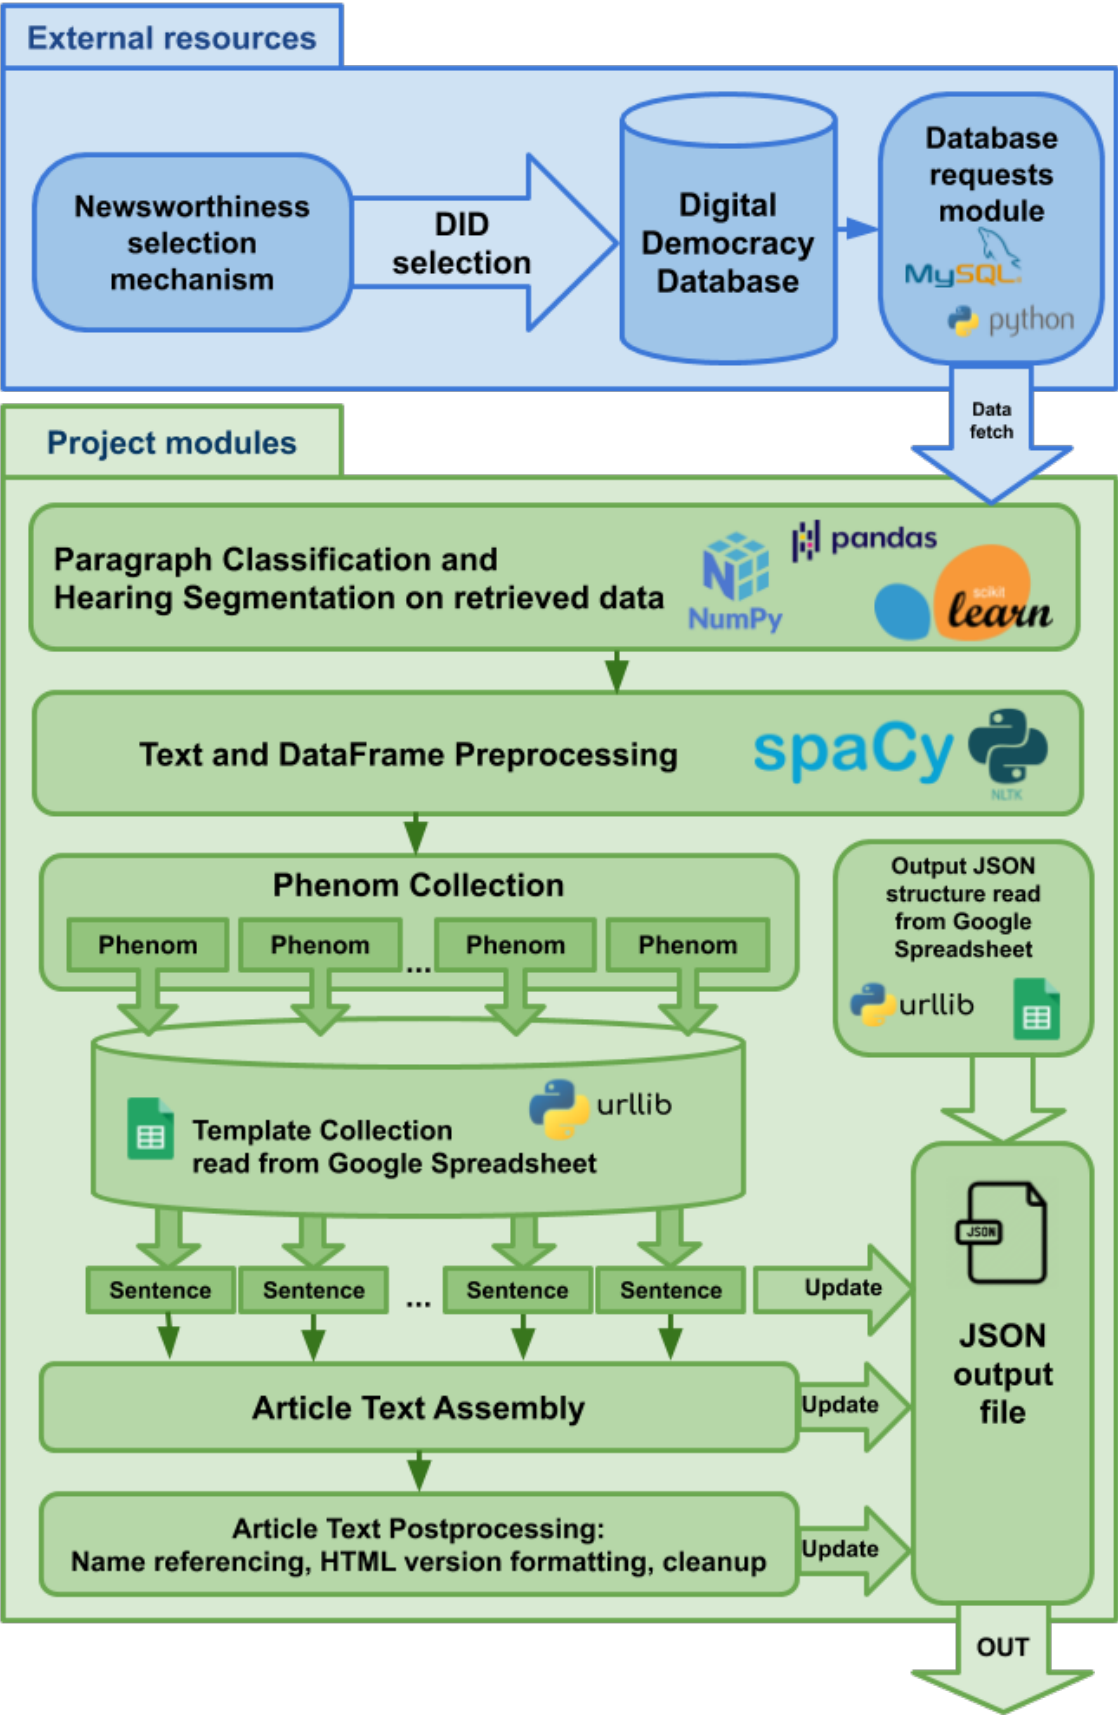 External resources
Newsworthiness
selection
mechanism
DID
selection
Digital
Democracy
Database
Database
requests
module
MySQL
python
Data
fetch
Project modules
Paragraph Classification and
Hearing Segmentation on retrieved data
NumPy
pandas
scikit
learn
Text and DataFrame Preprocessing
spaCy
NLTK
Phenom Collection
Phenom
Phenom
...
Phenom
Phenom
Output JSON
structure read
from Google
Spreadsheet
urllib
Template Collection
read from Google Spreadsheet
urllib
Sentence
Sentence
...
Sentence
Sentence
Update
JSON
JSON
output
file
Article Text Assembly
Update
Article Text Postprocessing:
Name referencing, HTML version formatting, cleanup
Update
OUT